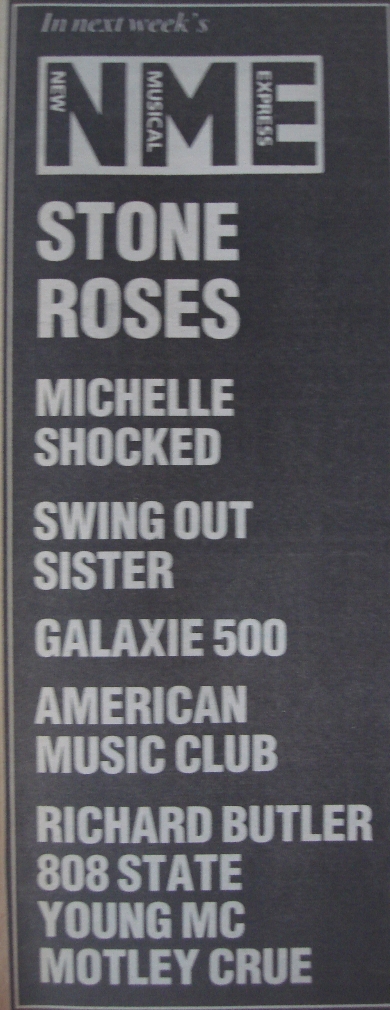 In next week's
NME
NEW MUSICAL EXPRESS
STONE
ROSES
MICHELLE
SHOCKED
SWING OUT
SISTER
GALAXIE 500
AMERICAN
MUSIC CLUB
RICHARD BUTLER
808 STATE
YOUNG MC
MOTLEY CRUE